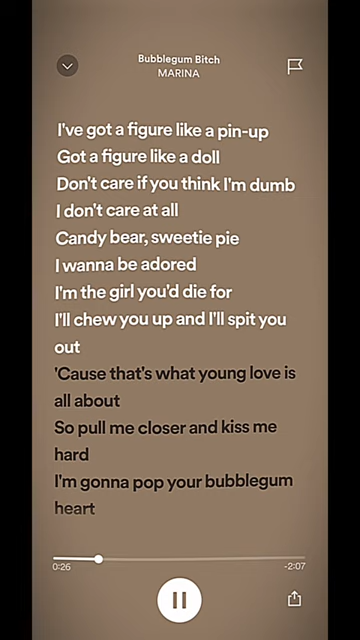 Bubblegum Bitch
MARINA
I've got a figure like a pin-up
Got a figure like a doll
Don't care if you think I'm dumb
I don't care at all
Candy bear, sweetie pie
I wanna be adored
I'm the girl you'd die for
I'll chew you up and I'll spit you
out
'Cause that's what young love is
all about
So pull me closer and kiss me
hard
I'm gonna pop your bubblegum
heart
0:26
-2:07